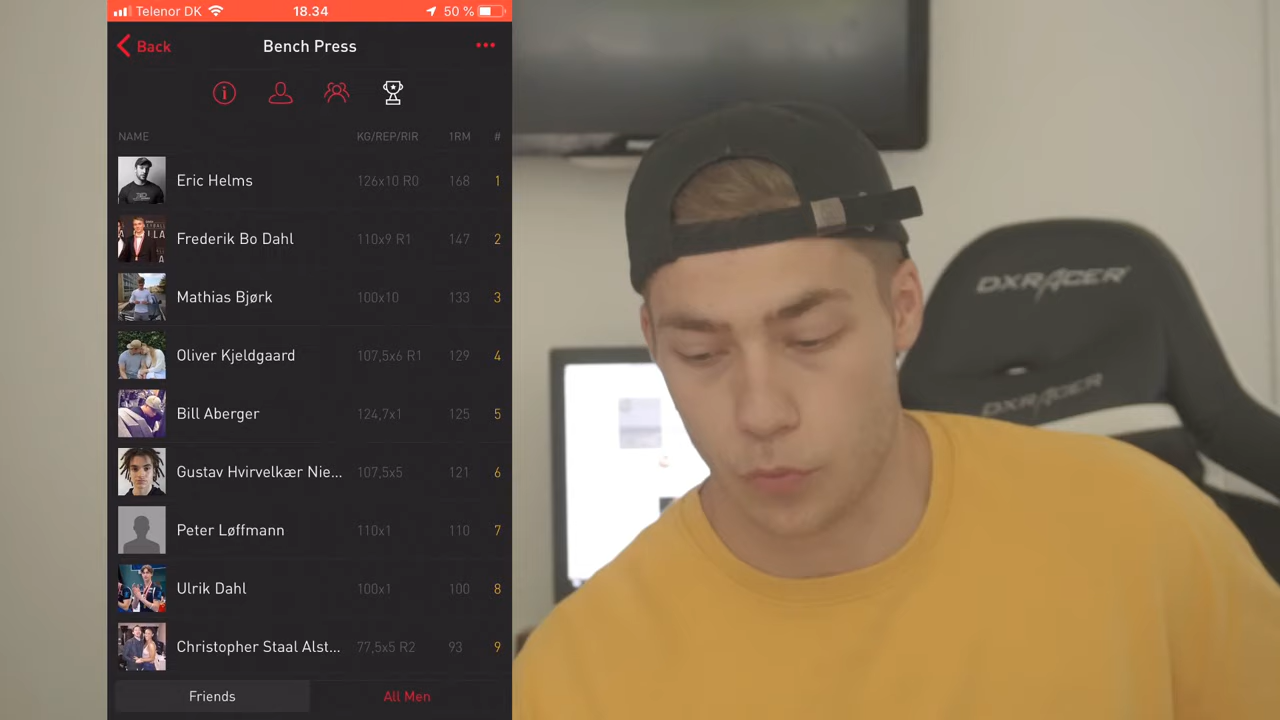 Telenor DK 18.34 50 %
Back Bench Press
NAME KG/REP/RIR 1RM #
Eric Helms 126x10 R0 168 1
Frederik Bo Dahl 110x9 R1 147 2
Mathias Bjørk 100x10 133 3
Oliver Kjeldgaard 107,5x6 R1 129 4
Bill Aberger 124,7x1 125 5
Gustav Hvirvelkær Nie... 107,5x5 121 6
Peter Løffmann 110x1 110 7
Ulrik Dahl 100x1 100 8
Christopher Staal Alst... 77,5x5 R2 93 9
Friends All Men
DXRACER
DXRACER